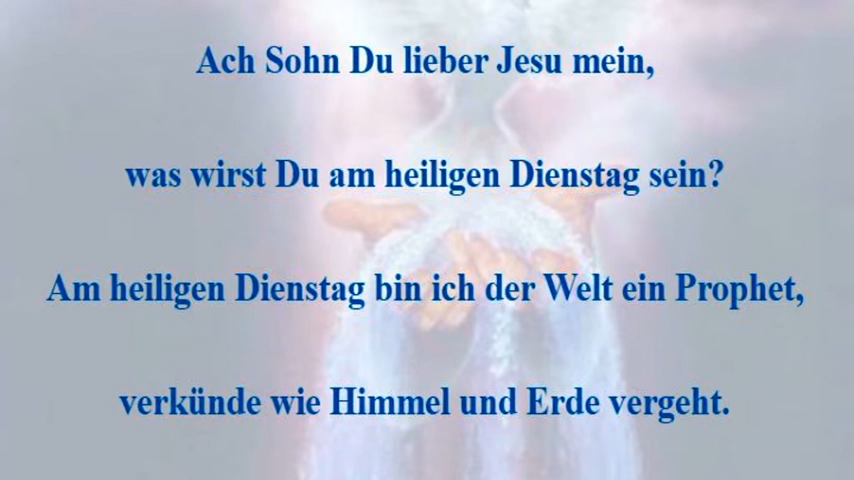 Ach Sohn Du lieber Jesu mein,
was wirst Du am heiligen Dienstag sein?
Am heiligen Dienstag bin ich der Welt ein Prophet,
verkünde wie Himmel und Erde vergeht.